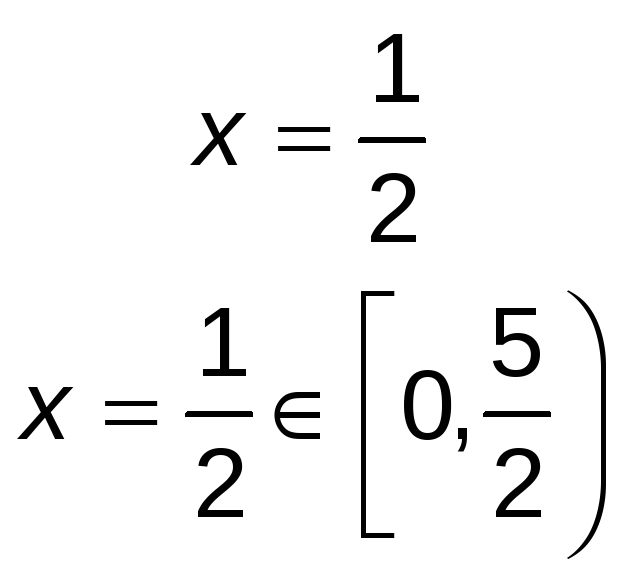 x = 1/2
x = 1/2 ∈ [0, 5/2)